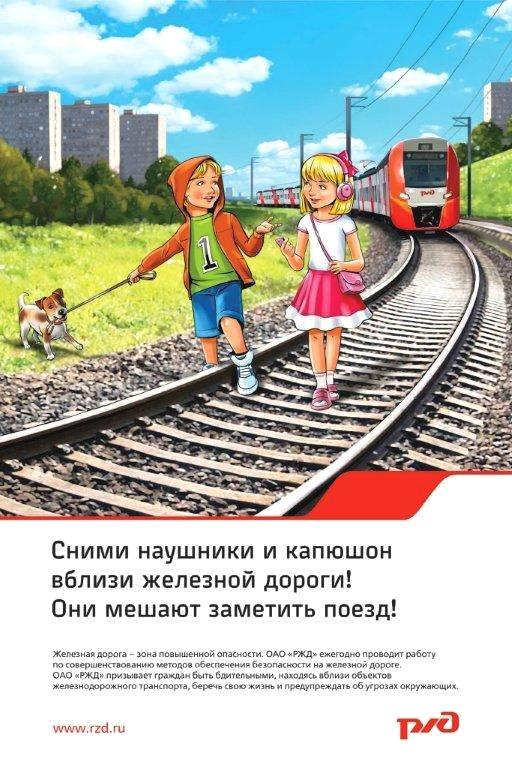 1
РЖД
Сними наушники и капюшон
вблизи железной дороги!
Они мешают заметить поезд!
Железная дорога – зона повышенной опасности. ОАО «РЖД» ежегодно проводит работу
по совершенствованию методов обеспечения безопасности на железной дороге.
ОАО «РЖД» призывает граждан быть бдительными, находясь вблизи объектов
железнодорожного транспорта, беречь свою жизнь и предупреждать об угрозах окружающих.
www.rzd.ru
РЖД